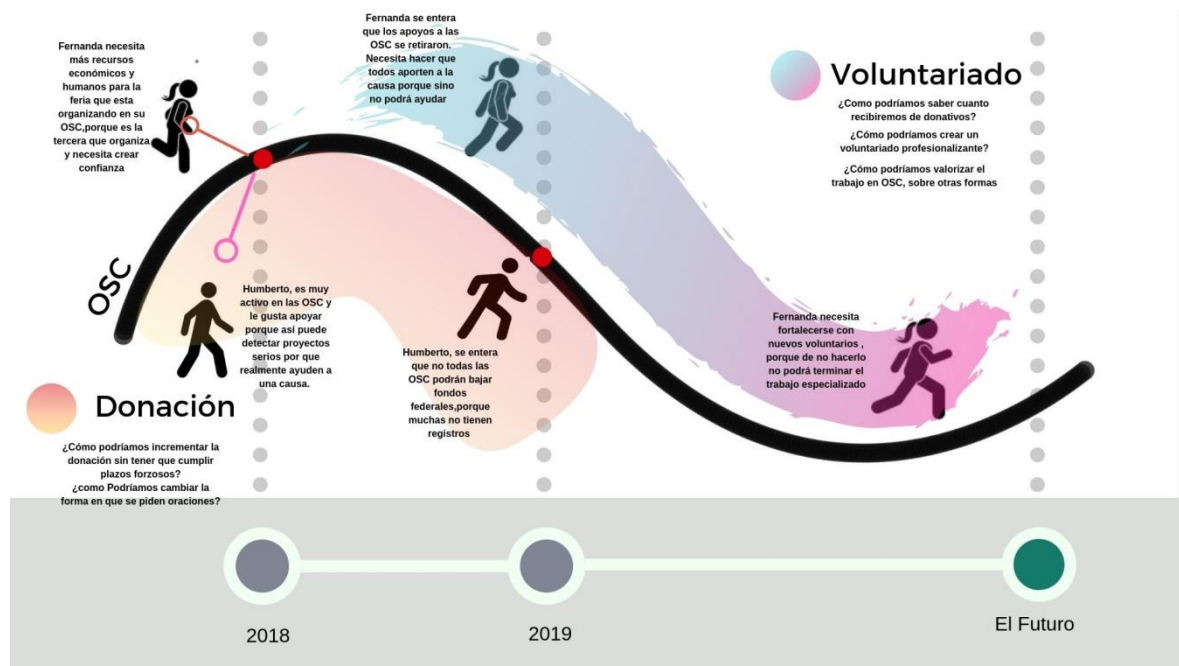 Fernanda necesita
más recursos
económicos y
humanos para la
feria que esta
organizando en su
OSC,porque es la
tercera que organiza
y necesita crear
confianza
Fernanda se entera
que los apoyos a las
OSC se retiraron.
Necesita hacer que
todos aporten a la
causa porque sino
no podrá ayudar
Voluntariado
¿Como podríamos saber cuanto
recibiremos de donativos?
¿Cómo podríamos crear un
voluntariado profesionalizante?
¿Cómo podríamos valorizar el
trabajo en OSC, sobre otras formas
OSC
Humberto, es muy
activo en las OSC y
le gusta apoyar
porque así puede
detectar proyectos
serios por que
realmente ayuden a
una causa.
Humberto, se entera
que no todas las
OSC podrán bajar
fondos
federales,porque
muchas no tienen
registros
Fernanda necesita
fortalecerse con
nuevos voluntarios ,
porque de no hacerlo
no podrá terminar el
trabajo especializado
Donación
¿Cómo podríamos incrementar la
donación sin tener que cumplir
plazos forzosos?
¿como Podríamos cambiar la
forma en que se piden oraciones?
2018
2019
El Futuro